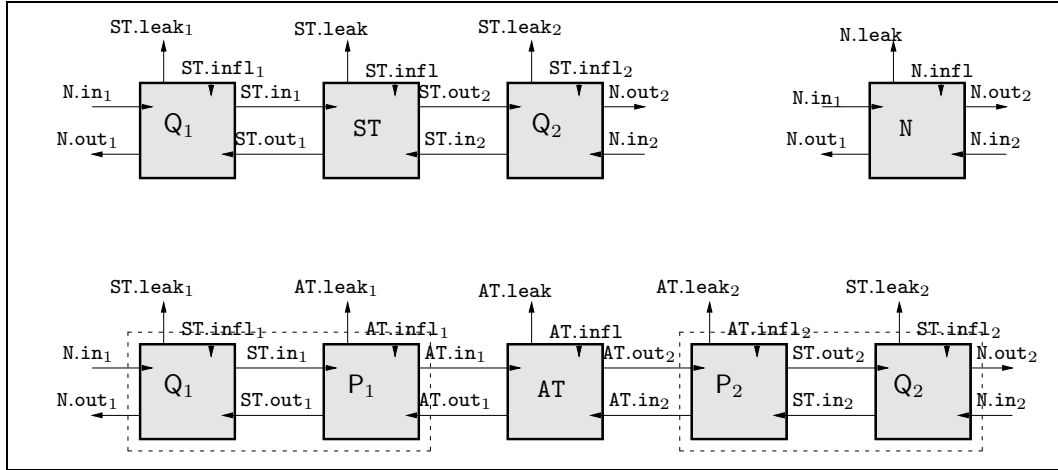 ST.leak₁ ST.leak ST.leak₂ N.leak
ST.infl₁ ST.infl ST.infl₂ N.infl
N.in₁ ST.in₁ ST.out₂ N.out₂ N.in₁ N.out₂
Q₁ ST Q₂ N
N.out₁ ST.out₁ ST.in₂ N.in₂ N.out₁ N.in₂
ST.leak₁ AT.leak₁ AT.leak AT.leak₂ ST.leak₂
ST.infl₁ AT.infl₁ AT.infl AT.infl₂ ST.infl₂
N.in₁ ST.in₁ AT.in₁ AT.out₂ ST.out₂ N.out₂
Q₁ P₁ AT P₂ Q₂
N.out₁ ST.out₁ AT.out₁ AT.in₂ ST.in₂ N.in₂